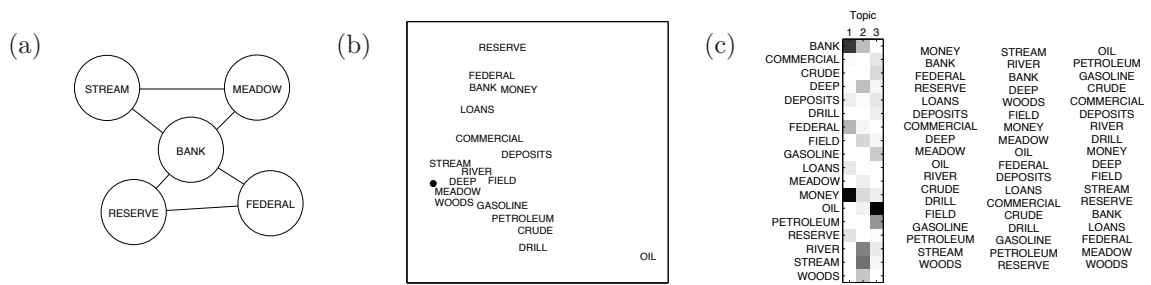 (a)
STREAM
MEADOW
BANK
RESERVE
FEDERAL
(b)
RESERVE
FEDERAL
BANK MONEY
LOANS
COMMERCIAL
DEPOSITS
STREAM
RIVER
DEEP FIELD
MEADOW
WOODS GASOLINE
PETROLEUM
CRUDE
DRILL
OIL
(c)
Topic
1 2 3
BANK
COMMERCIAL
CRUDE
DEEP
DEPOSITS
DRILL
FEDERAL
FIELD
GASOLINE
LOANS
MEADOW
MONEY
OIL
PETROLEUM
RESERVE
RIVER
STREAM
WOODS
MONEY STREAM OIL
BANK RIVER PETROLEUM
FEDERAL BANK GASOLINE
RESERVE DEEP CRUDE
LOANS WOODS COMMERCIAL
DEPOSITS FIELD DEPOSITS
COMMERCIAL MONEY RIVER
DEEP MEADOW DRILL
MEADOW OIL MONEY
OIL FEDERAL DEEP
RIVER DEPOSITS FIELD
CRUDE LOANS STREAM
DRILL COMMERCIAL RESERVE
FIELD CRUDE BANK
GASOLINE DRILL LOANS
PETROLEUM GASOLINE FEDERAL
STREAM PETROLEUM MEADOW
WOODS RESERVE WOODS